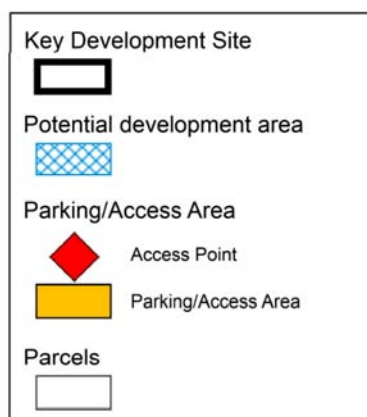 Key Development Site
Potential development area
Parking/Access Area
Access Point
Parking/Access Area
Parcels